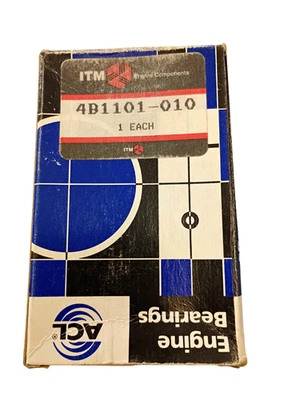 ITM Engine Components
4B1101-010
1 EACH
ITM
Engine
Bearings
ACL®